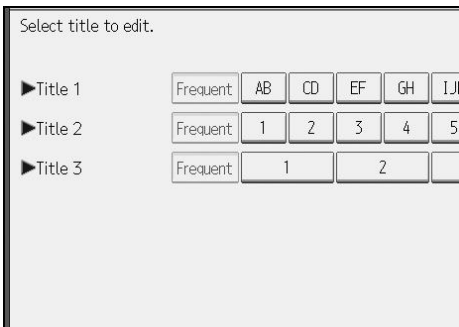 Select title to edit.
▶Title 1 Frequent AB CD EF GH
▶Title 2 Frequent 1 2 3 4 5
▶Title 3 Frequent 1 2